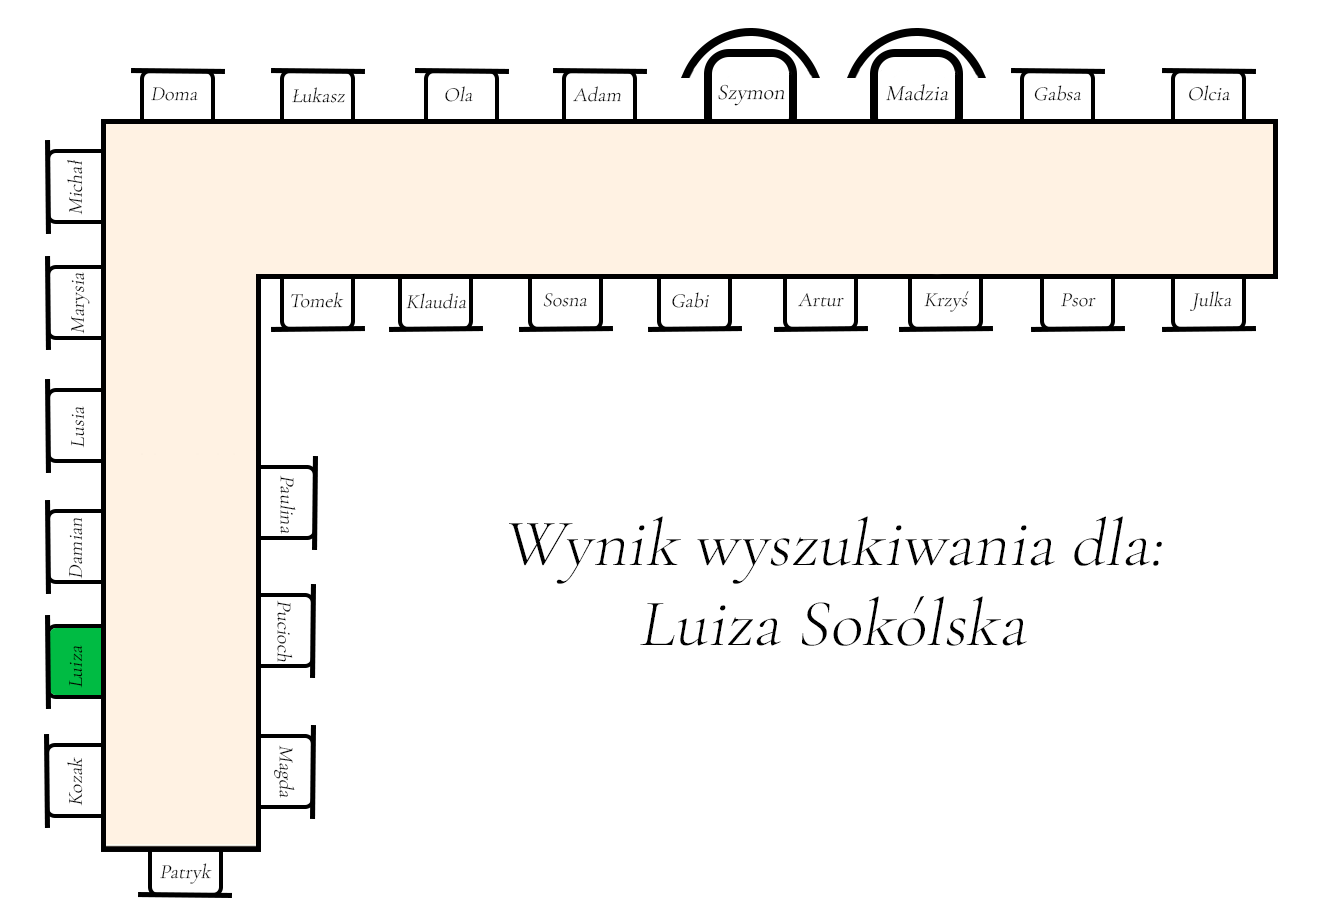 Doma
Łukasz
Ola
Adam
Szymon
Madzia
Gabsa
Olcia
Michał
Marysia
Lusia
Damian
Luiza
Kozak
Tomek
Klaudia
Sosna
Gabi
Artur
Krzyś
Psor
Julka
Paulina
Pucioch
Magda
Patryk
Wynik wyszukiwania dla:
Luiza Sokólska